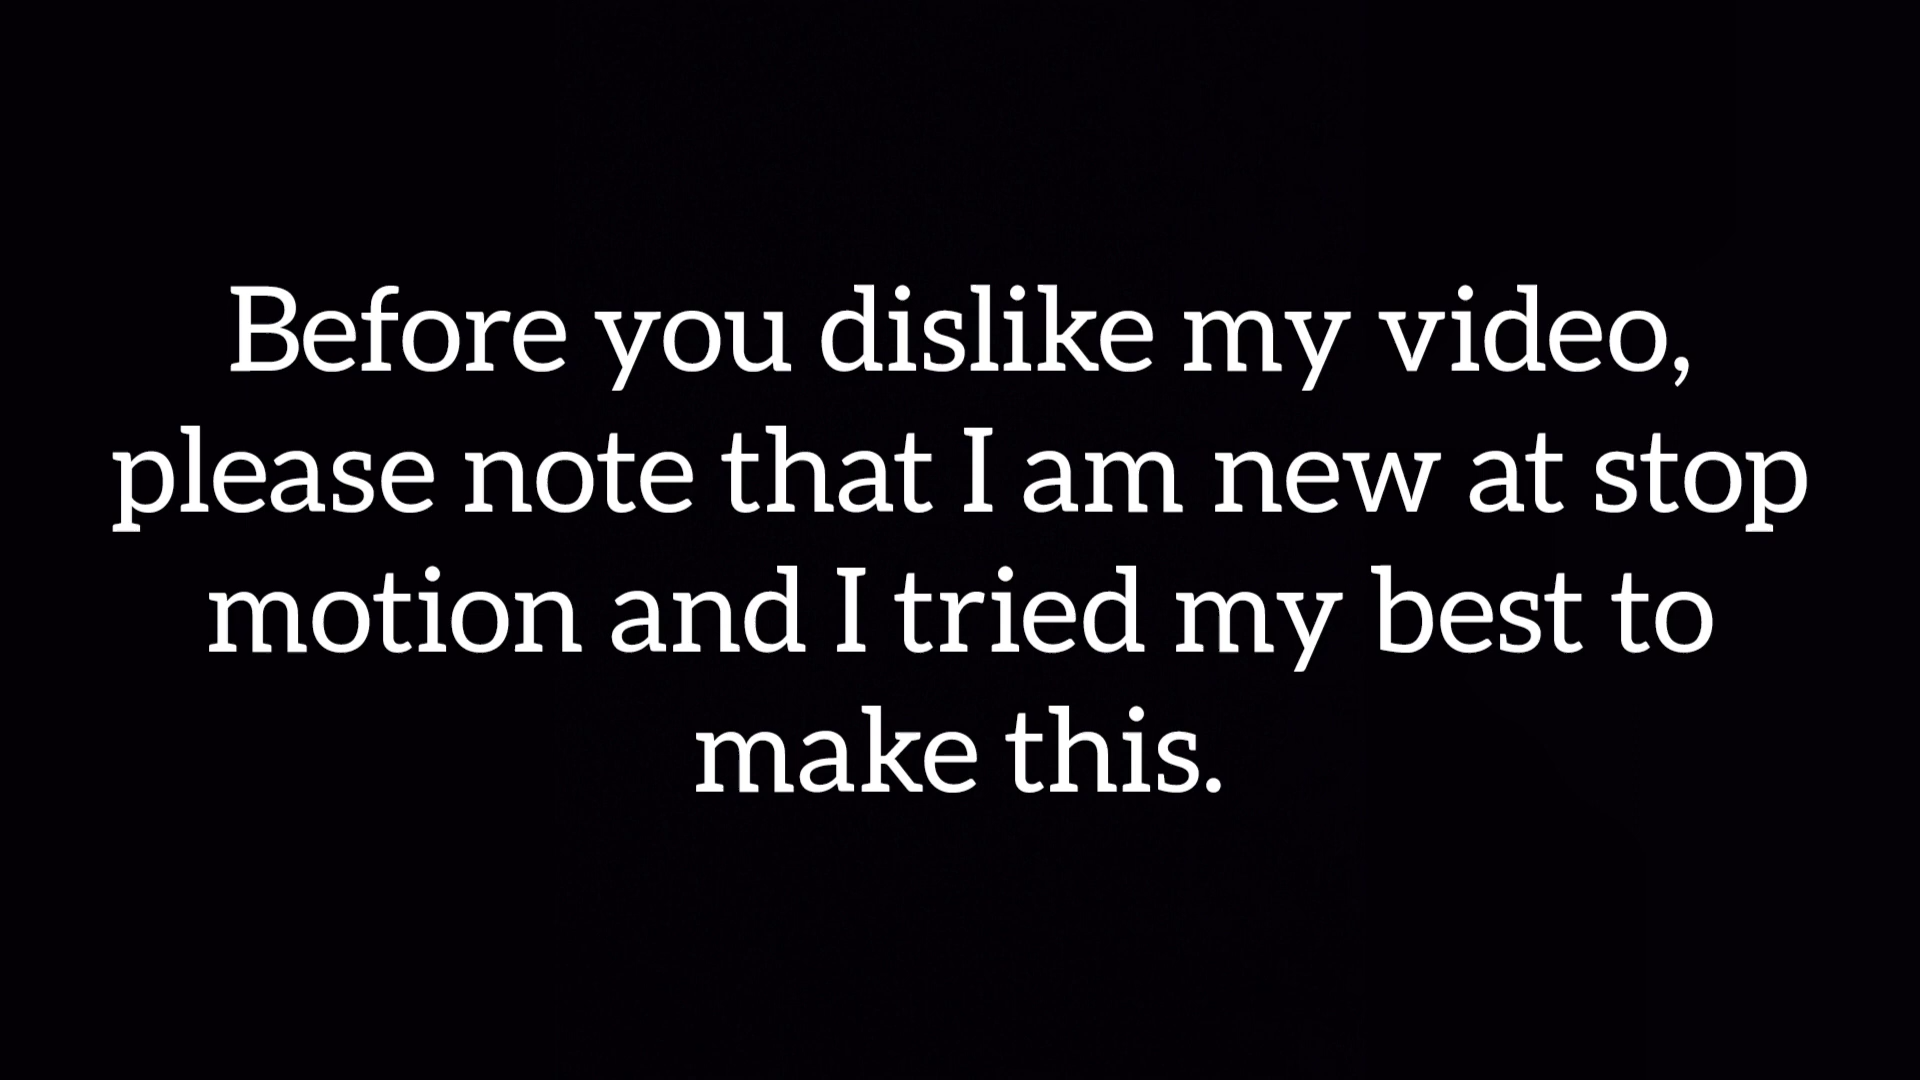 Before you dislike my video,
please note that I am new at stop
motion and I tried my best to
make this.